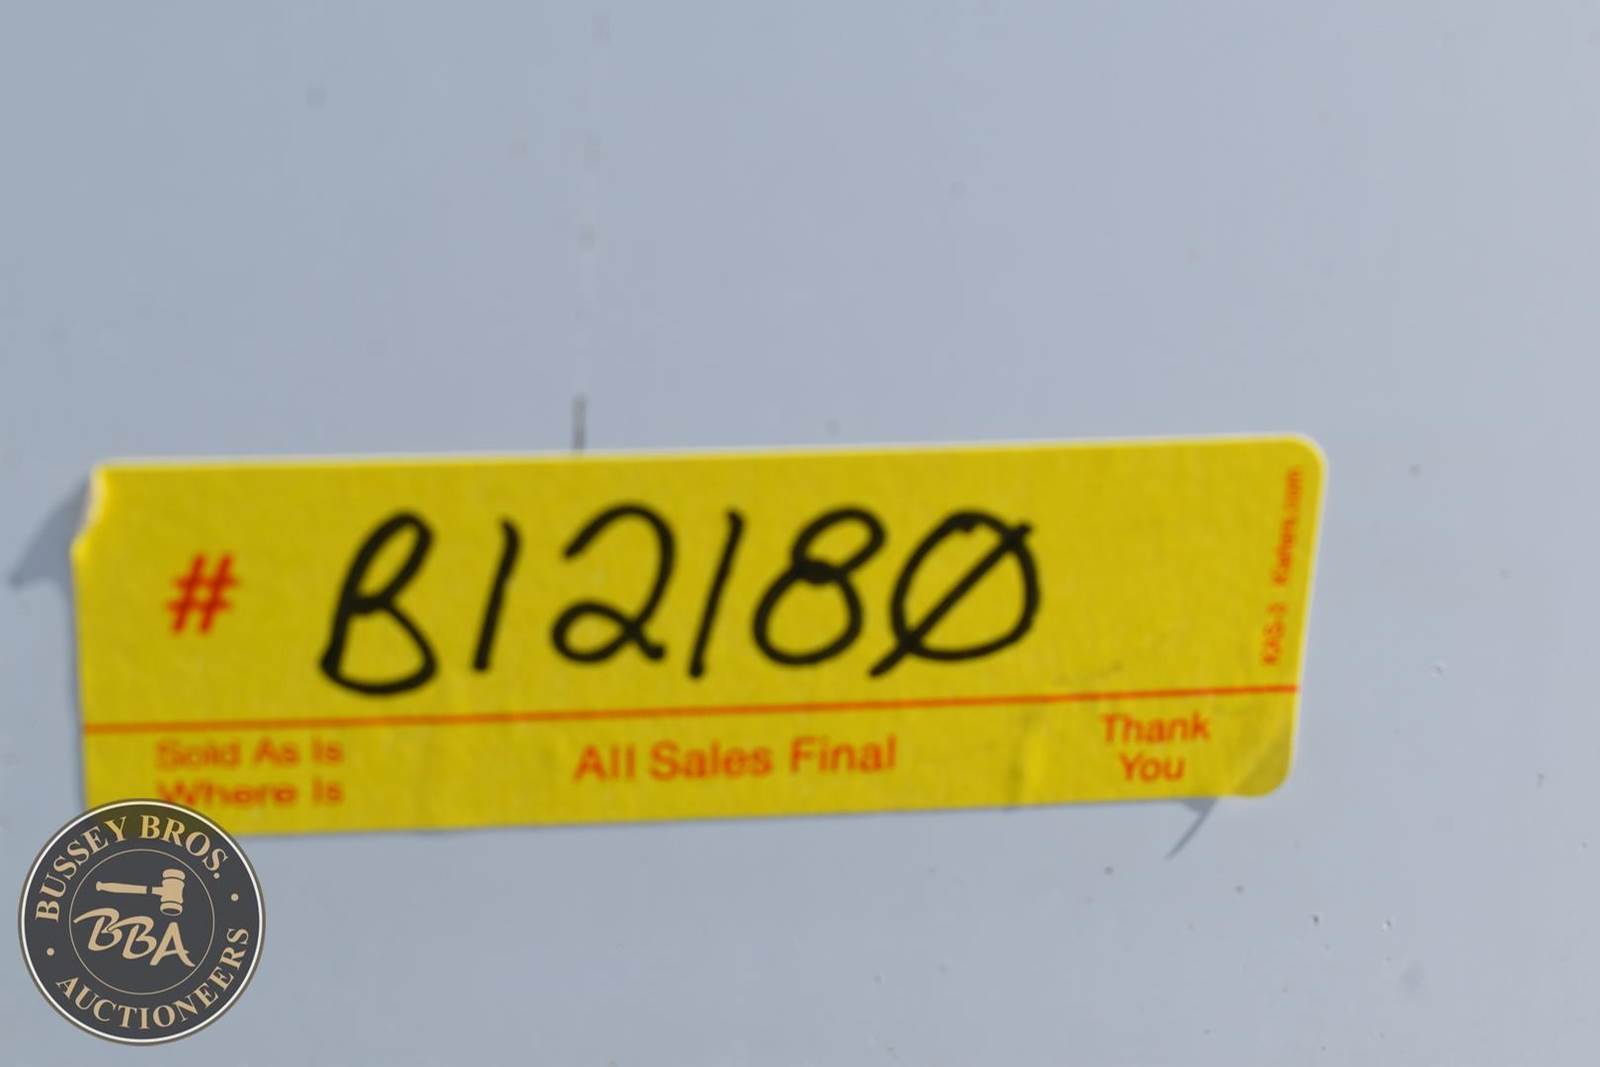 # B12180
Sold As Is
Where Is
All Sales Final
Thank
You
BUSSEY BROS.
BBA
AUCTIONEERS